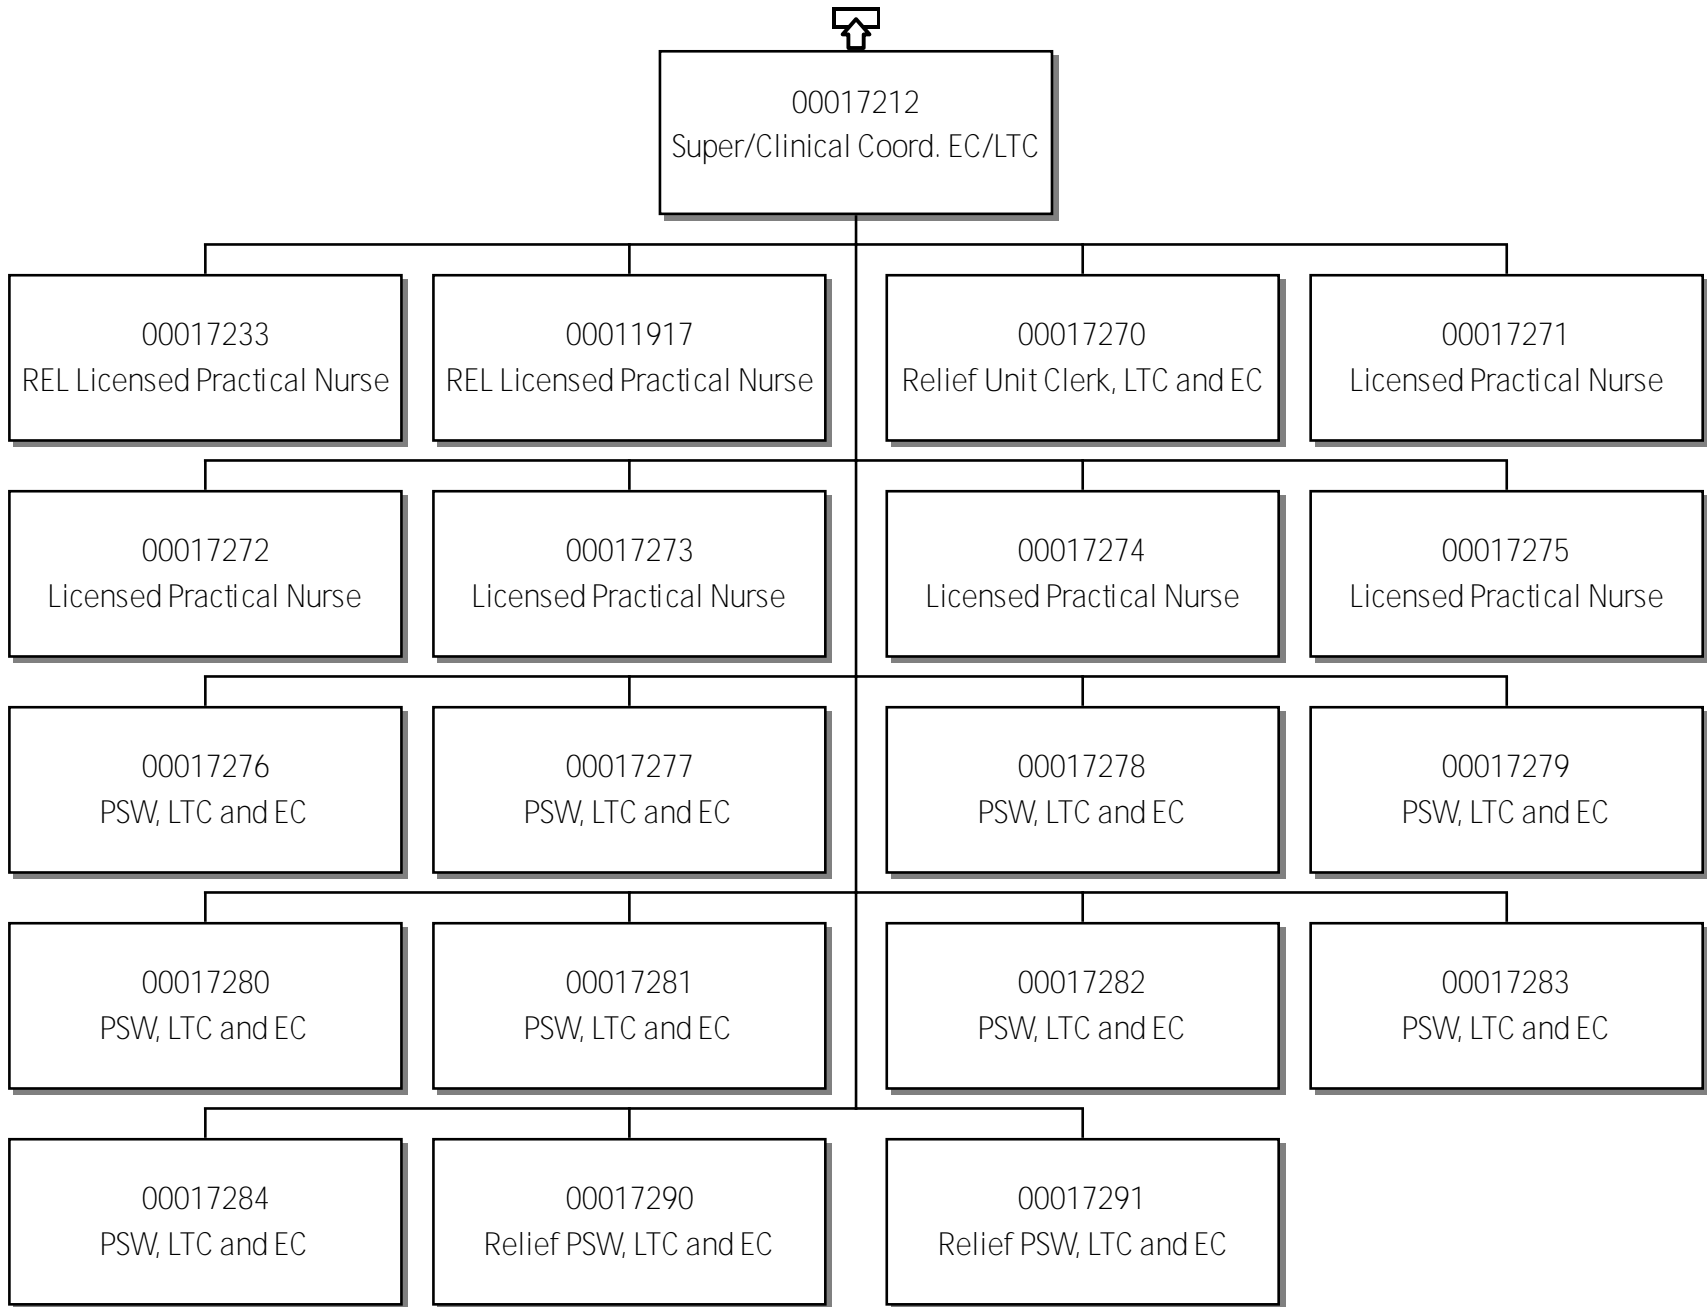 00017212
Super/Clinical Coord. EC/LTC
00017233
REL Licensed Practical Nurse
00011917
REL Licensed Practical Nurse
00017270
Relief Unit Clerk, LTC and EC
00017271
Licensed Practical Nurse
00017272
Licensed Practical Nurse
00017273
Licensed Practical Nurse
00017274
Licensed Practical Nurse
00017275
Licensed Practical Nurse
00017276
PSW, LTC and EC
00017277
PSW, LTC and EC
00017278
PSW, LTC and EC
00017279
PSW, LTC and EC
00017280
PSW, LTC and EC
00017281
PSW, LTC and EC
00017282
PSW, LTC and EC
00017283
PSW, LTC and EC
00017284
PSW, LTC and EC
00017290
Relief PSW, LTC and EC
00017291
Relief PSW, LTC and EC